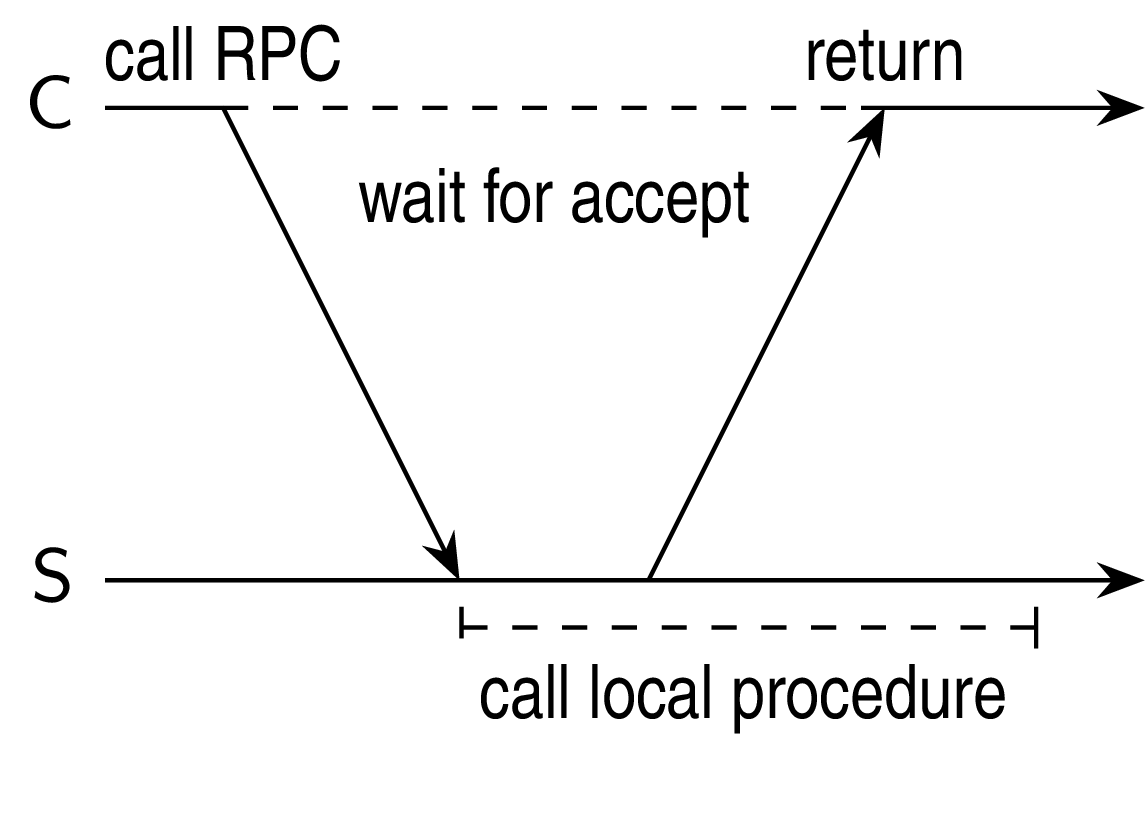 call RPC
return
C
wait for accept
S
call local procedure